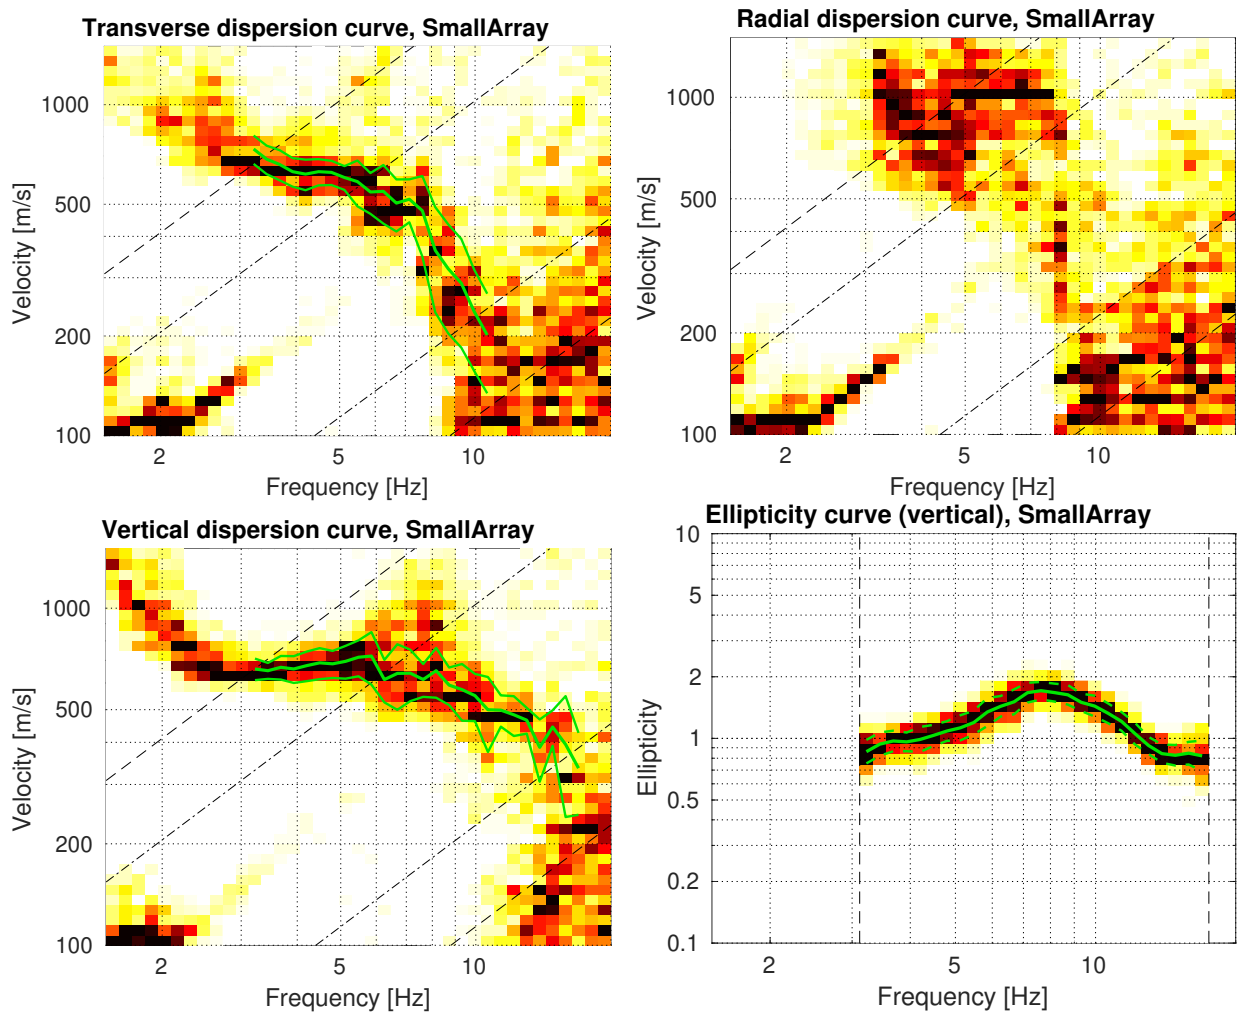 Transverse dispersion curve, SmallArray
1000
500
200
100
Velocity [m/s]
2
5
10
Frequency [Hz]
Radial dispersion curve, SmallArray
1000
500
200
100
Velocity [m/s]
2
5
10
Frequency [Hz]
Vertical dispersion curve, SmallArray
1000
500
200
100
Velocity [m/s]
2
5
10
Frequency [Hz]
Ellipticity curve (vertical), SmallArray
10
5
2
1
0.5
0.2
0.1
Ellipticity
2
5
10
Frequency [Hz]